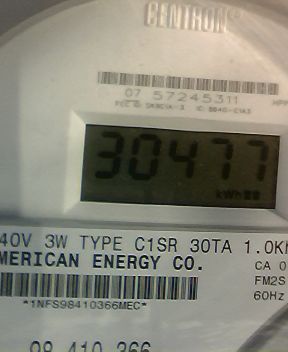 CENTRON®
07 57245311
30477
kWh
40V 3W TYPE C1SR 30TA 1.0K
MERICAN ENERGY CO.
CA 0
FM2S
60Hz
*1NFS98410366MEC*
98 410 366